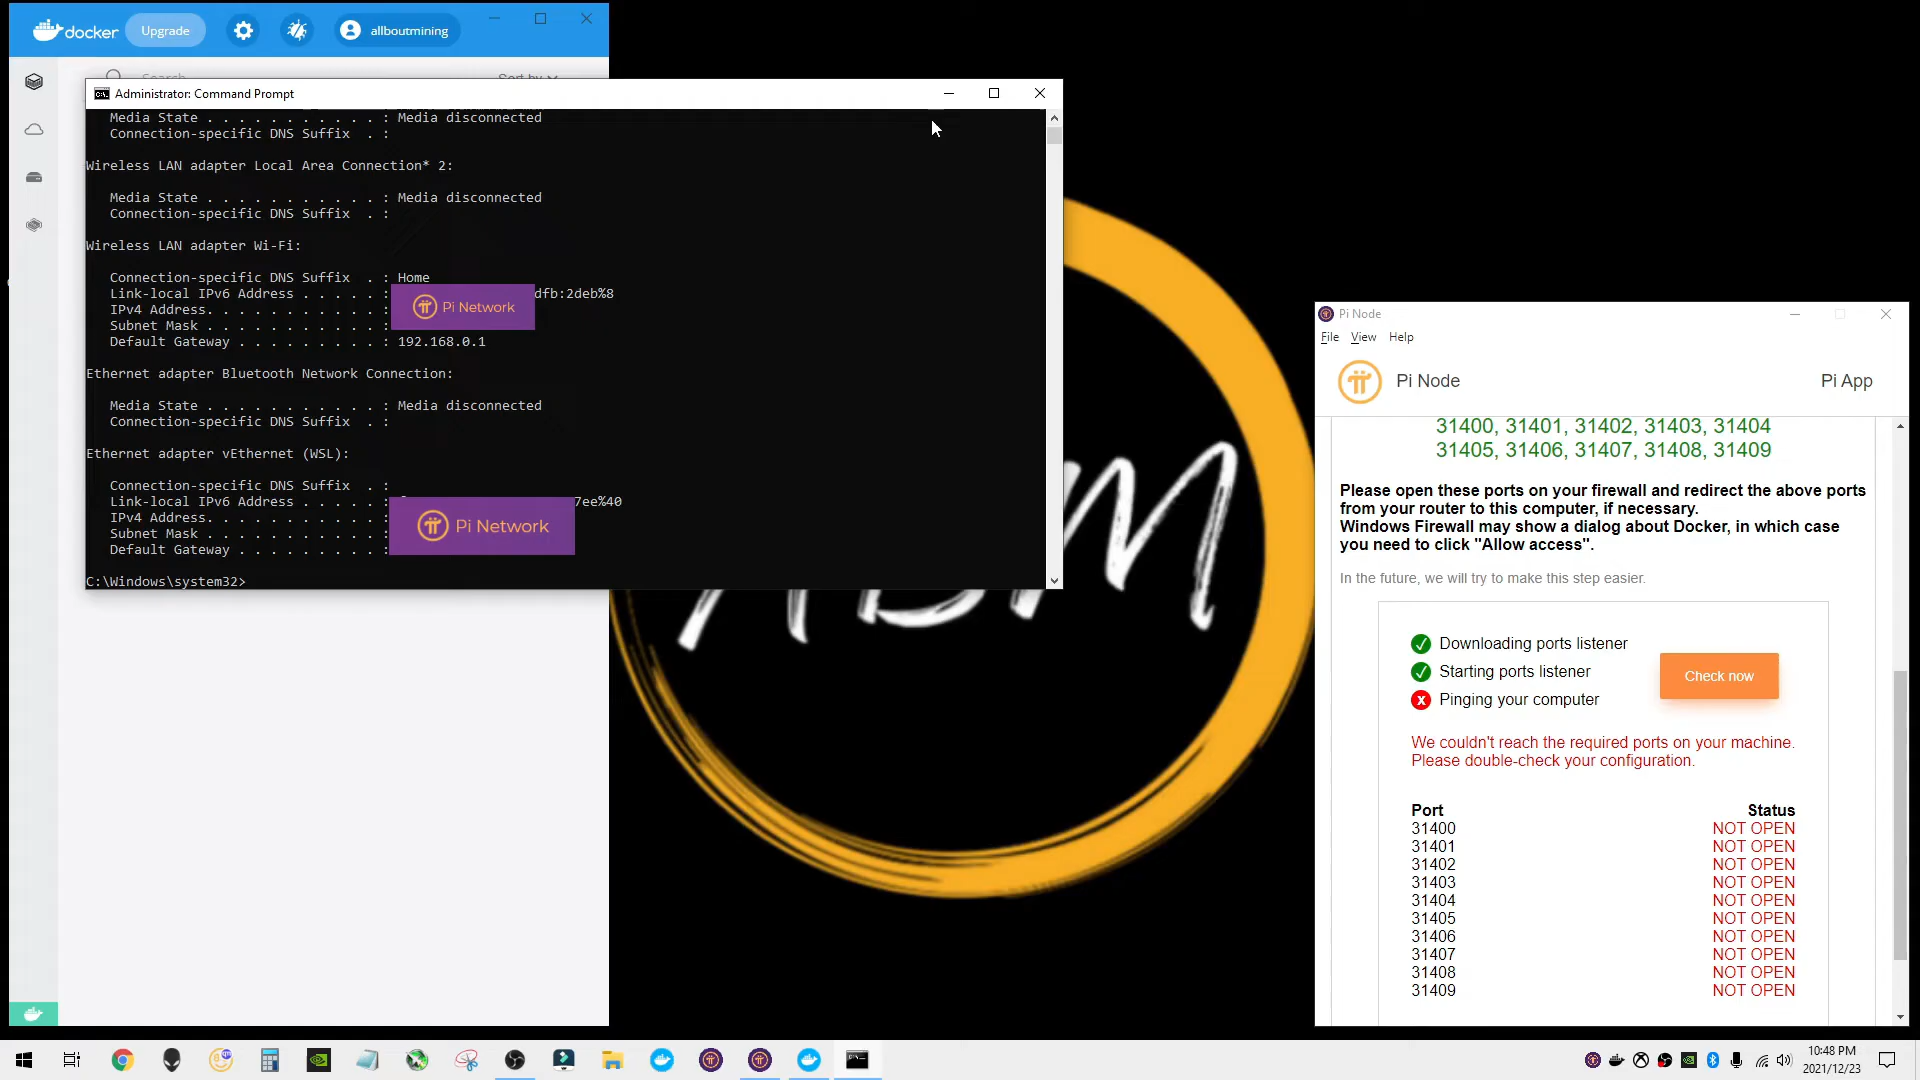 docker
Upgrade
allboutmining
Search
Sort by
Administrator: Command Prompt
Media State . . . . . . . . . . . : Media disconnected
Connection-specific DNS Suffix  . :
Wireless LAN adapter Local Area Connection* 2:
Media State . . . . . . . . . . . : Media disconnected
Connection-specific DNS Suffix  . :
Wireless LAN adapter Wi-Fi:
Connection-specific DNS Suffix  . : Home
Link-local IPv6 Address . . . . . : dfb:2deb%8
IPv4 Address. . . . . . . . . . . :
Pi Network
Subnet Mask . . . . . . . . . . . :
Default Gateway . . . . . . . . . : 192.168.0.1
Ethernet adapter Bluetooth Network Connection:
Media State . . . . . . . . . . . : Media disconnected
Connection-specific DNS Suffix  . :
Ethernet adapter vEthernet (WSL):
Connection-specific DNS Suffix  . :
Link-local IPv6 Address . . . . . : 7ee%40
IPv4 Address. . . . . . . . . . . :
Pi Network
Subnet Mask . . . . . . . . . . . :
Default Gateway . . . . . . . . . :
C:\Windows\system32>
Pi Node
File View Help
Pi Node
Pi App
31400, 31401, 31402, 31403, 31404
31405, 31406, 31407, 31408, 31409
Please open these ports on your firewall and redirect the above ports
from your router to this computer, if necessary.
Windows Firewall may show a dialog about Docker, in which case
you need to click "Allow access".
In the future, we will try to make this step easier.
Downloading ports listener
Starting ports listener
Pinging your computer
Check now
We couldn't reach the required ports on your machine.
Please double-check your configuration.
Port Status
31400 NOT OPEN
31401 NOT OPEN
31402 NOT OPEN
31403 NOT OPEN
31404 NOT OPEN
31405 NOT OPEN
31406 NOT OPEN
31407 NOT OPEN
31408 NOT OPEN
31409 NOT OPEN
10:48 PM
2021/12/23